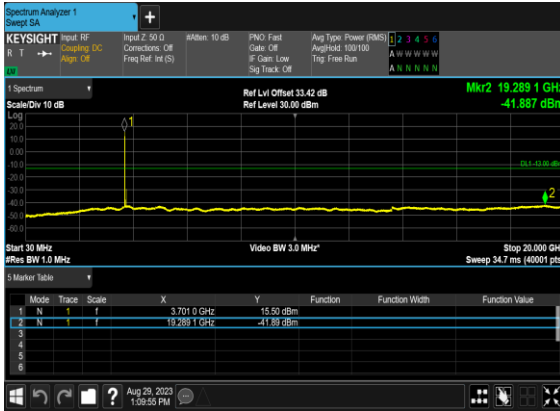 Spectrum Analyzer 1
Swept SA
+
KEYSIGHT Input: RF Input Z: 50 Ω #Atten: 10 dB PNO: Fast Avg Type: Power (RMS) 1 2 3 4 5 6
R T Coupling: DC Corrections: Off Gate: Off Avg|Hold: 100/100 A W W W W W
Align: Off Freq Ref: Int (S) IF Gain: Low Trig: Free Run
Sig Track: Off A N N N N N
1 Spectrum Ref Lvl Offset 33.42 dB Mkr2 19.289 1 GHz
Scale/Div 10 dB Ref Level 30.00 dBm -41.887 dBm
Log
20.0 1
10.0
0.00
-10.0 DL1 -13.00 dBm
-20.0
-30.0
-40.0 2
-50.0
-60.0
Start 30 MHz Video BW 3.0 MHz* Stop 20.000 GH
#Res BW 1.0 MHz Sweep 34.7 ms (40001 pts
5 Marker Table
Mode Trace Scale X Y Function Function Width Function Value
1 N 1 f 3.701 0 GHz 15.50 dBm
2 N 1 f 19.289 1 GHz -41.89 dBm
3
4
5
6
? Aug 29, 2023
1:09:55 PM